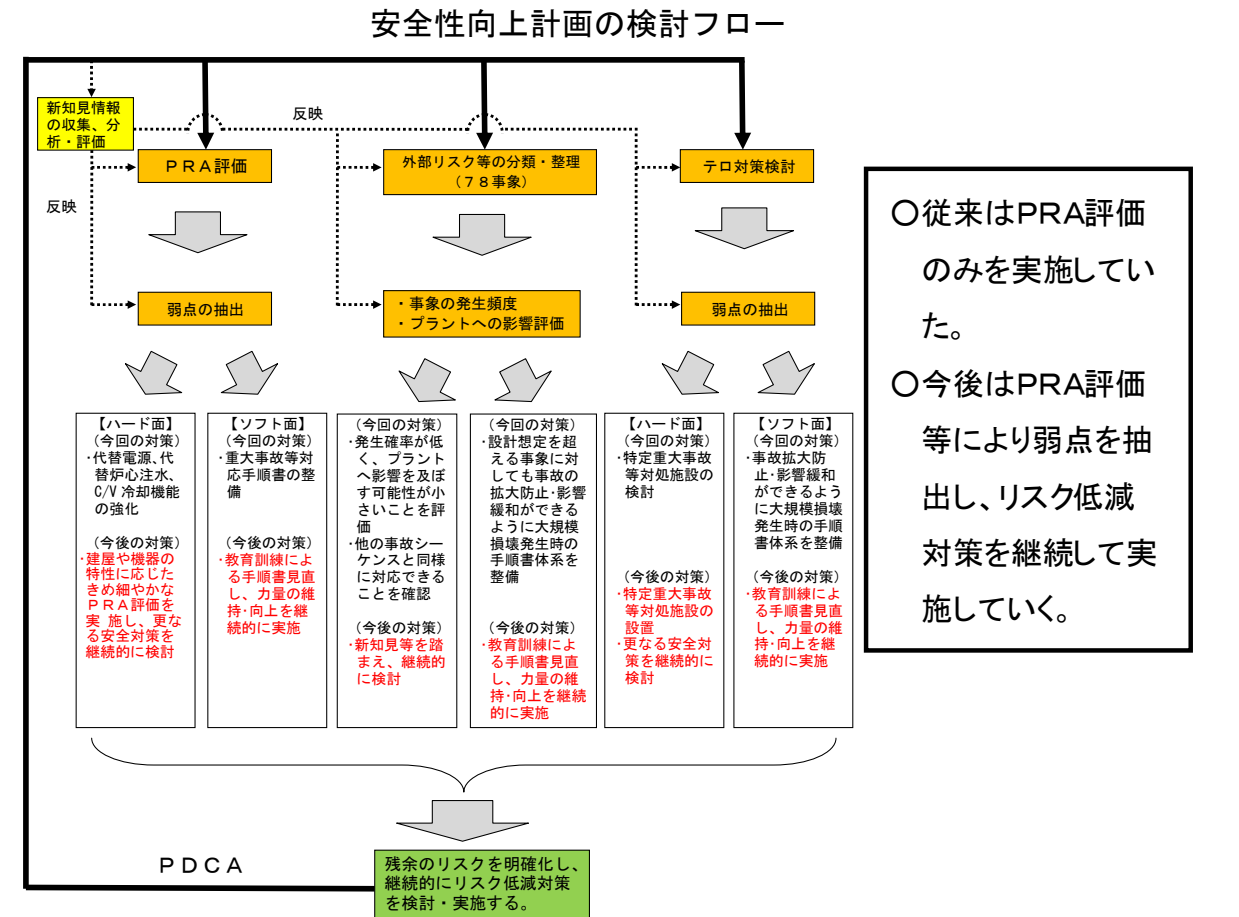 安全性向上計画の検討フロー
新知見情報
の収集、分
析・評価
反映
反映
ＰＲＡ評価
弱点の抽出
外部リスク等の分類・整理
（７８事象）
・事象の発生頻度
・プラントへの影響評価
テロ対策検討
弱点の抽出
【ハード面】
（今回の対策）
・代替電源、代
替炉心注水、
C/V 冷却機能
の強化
（今後の対策）
・建屋や機器の
特性に応じた
きめ細やかな
ＰＲＡ評価を
実 施し、更な
る安全対策を
継続的に検討
【ソフト面】
（今回の対策）
・重大事故等対
応手順書の整
備
（今後の対策）
・教育訓練によ
る手順書見直
し、力量の維
持・向上を継
続的に実施
（今回の対策）
・発生確率が低
く、プラント
へ影響を及ぼ
す可能性が小
さいことを評
価
・他の事故シー
ケンスと同様
に対応できる
ことを確認
（今後の対策）
・新知見等を踏
まえ、継続的
に検討
（今回の対策）
・設計想定を超
える事象に対
しても事故の
拡大防止・影響
緩和ができる
ように大規模
損壊発生時の
手順書体系を
整備
（今後の対策）
・教育訓練によ
る手順書見直
し、力量の維
持・向上を継続
的に実施
【ハード面】
（今回の対策）
・特定重大事故
等対処施設の
検討
（今後の対策）
・特定重大事故
等対処施設の
設置
・更なる安全対
策を継続的に
検討
【ソフト面】
（今回の対策）
・事故拡大防
止・影響緩和
ができるよう
に大規模損壊
発生時の手順
書体系を整備
（今後の対策）
・教育訓練によ
る手順書見直
し、力量の維
持・向上を継
続的に実施
ＰＤＣＡ
残余のリスクを明確化し、
継続的にリスク低減対策
を検討・実施する。
○従来はPRA評価
のみを実施してい
た。
○今後はPRA評価
等により弱点を抽
出し、リスク低減
対策を継続して実
施していく。